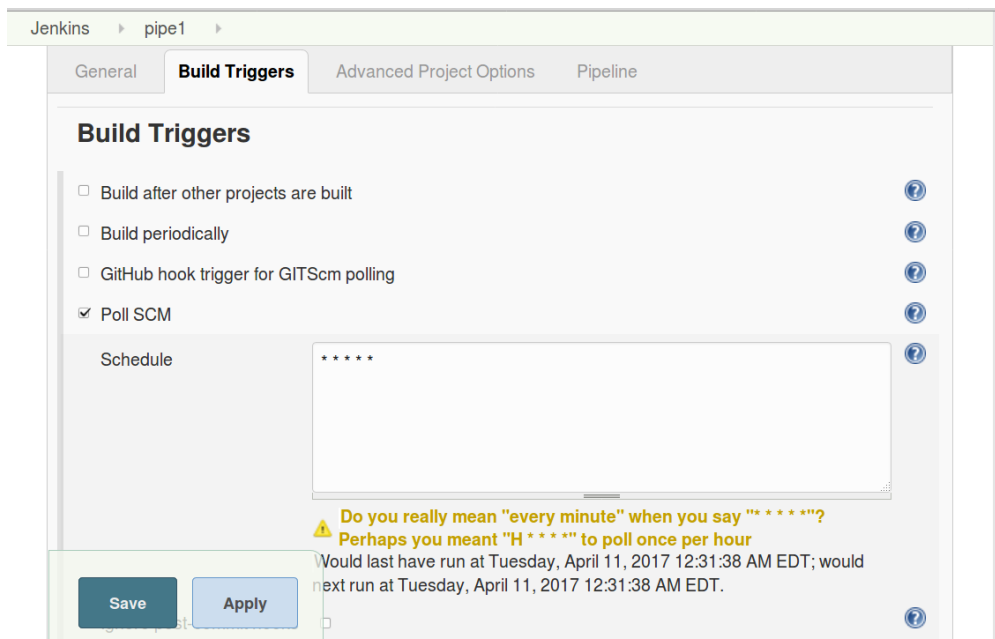 Jenkins pipe1
General Build Triggers Advanced Project Options Pipeline
Build Triggers
Build after other projects are built
Build periodically
GitHub hook trigger for GITScm polling
Poll SCM
Schedule * * * * *
Do you really mean "every minute" when you say "* * * * *"?
Perhaps you meant "H * * * *" to poll once per hour
Would last have run at Tuesday, April 11, 2017 12:31:38 AM EDT; would
next run at Tuesday, April 11, 2017 12:31:38 AM EDT.
Save Apply